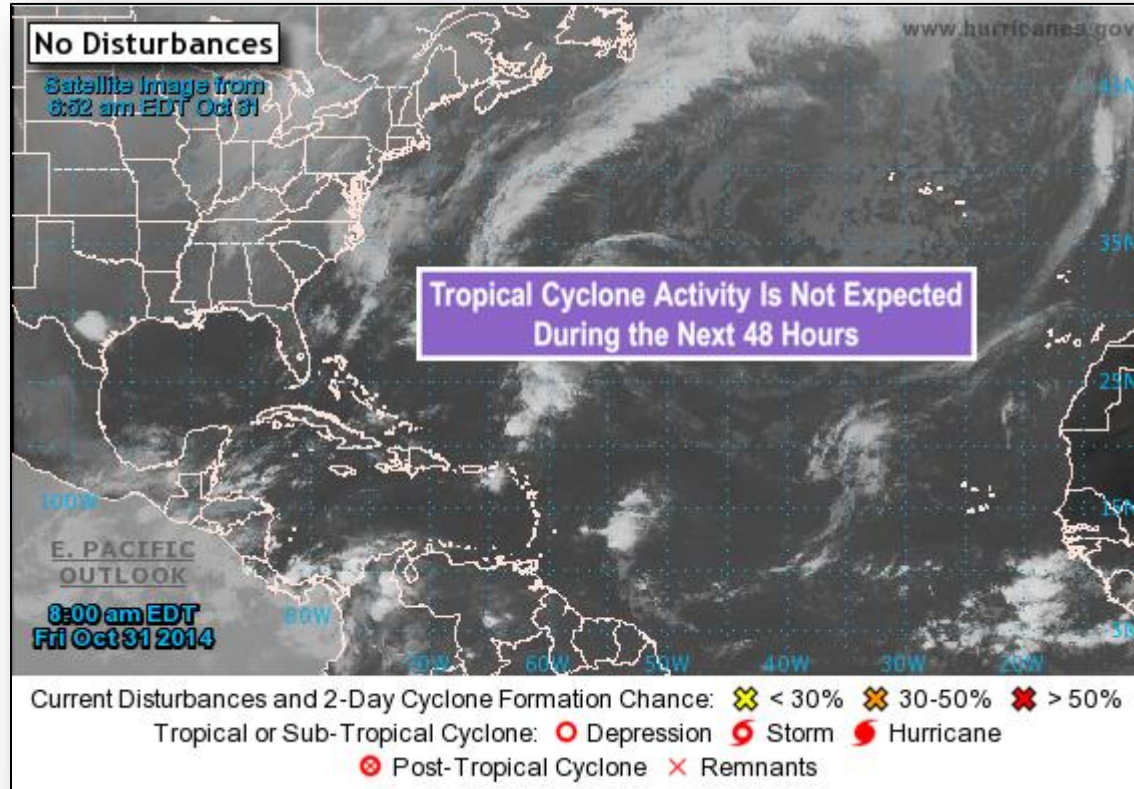 No Disturbances
www.hurricanes.gov
Satellite Image from
6:52 am EDT Oct 31
45N
35N
Tropical Cyclone Activity Is Not Expected
During the Next 48 Hours
25N
100W
15N
E. PACIFIC
OUTLOOK
8:00 am EDT
Fri Oct 31 2014
80W
5N
70W 60W 50W 40W 30W 20W
Current Disturbances and 2-Day Cyclone Formation Chance: < 30% 30-50% > 50%
Tropical or Sub-Tropical Cyclone: Depression Storm Hurricane
Post-Tropical Cyclone Remnants